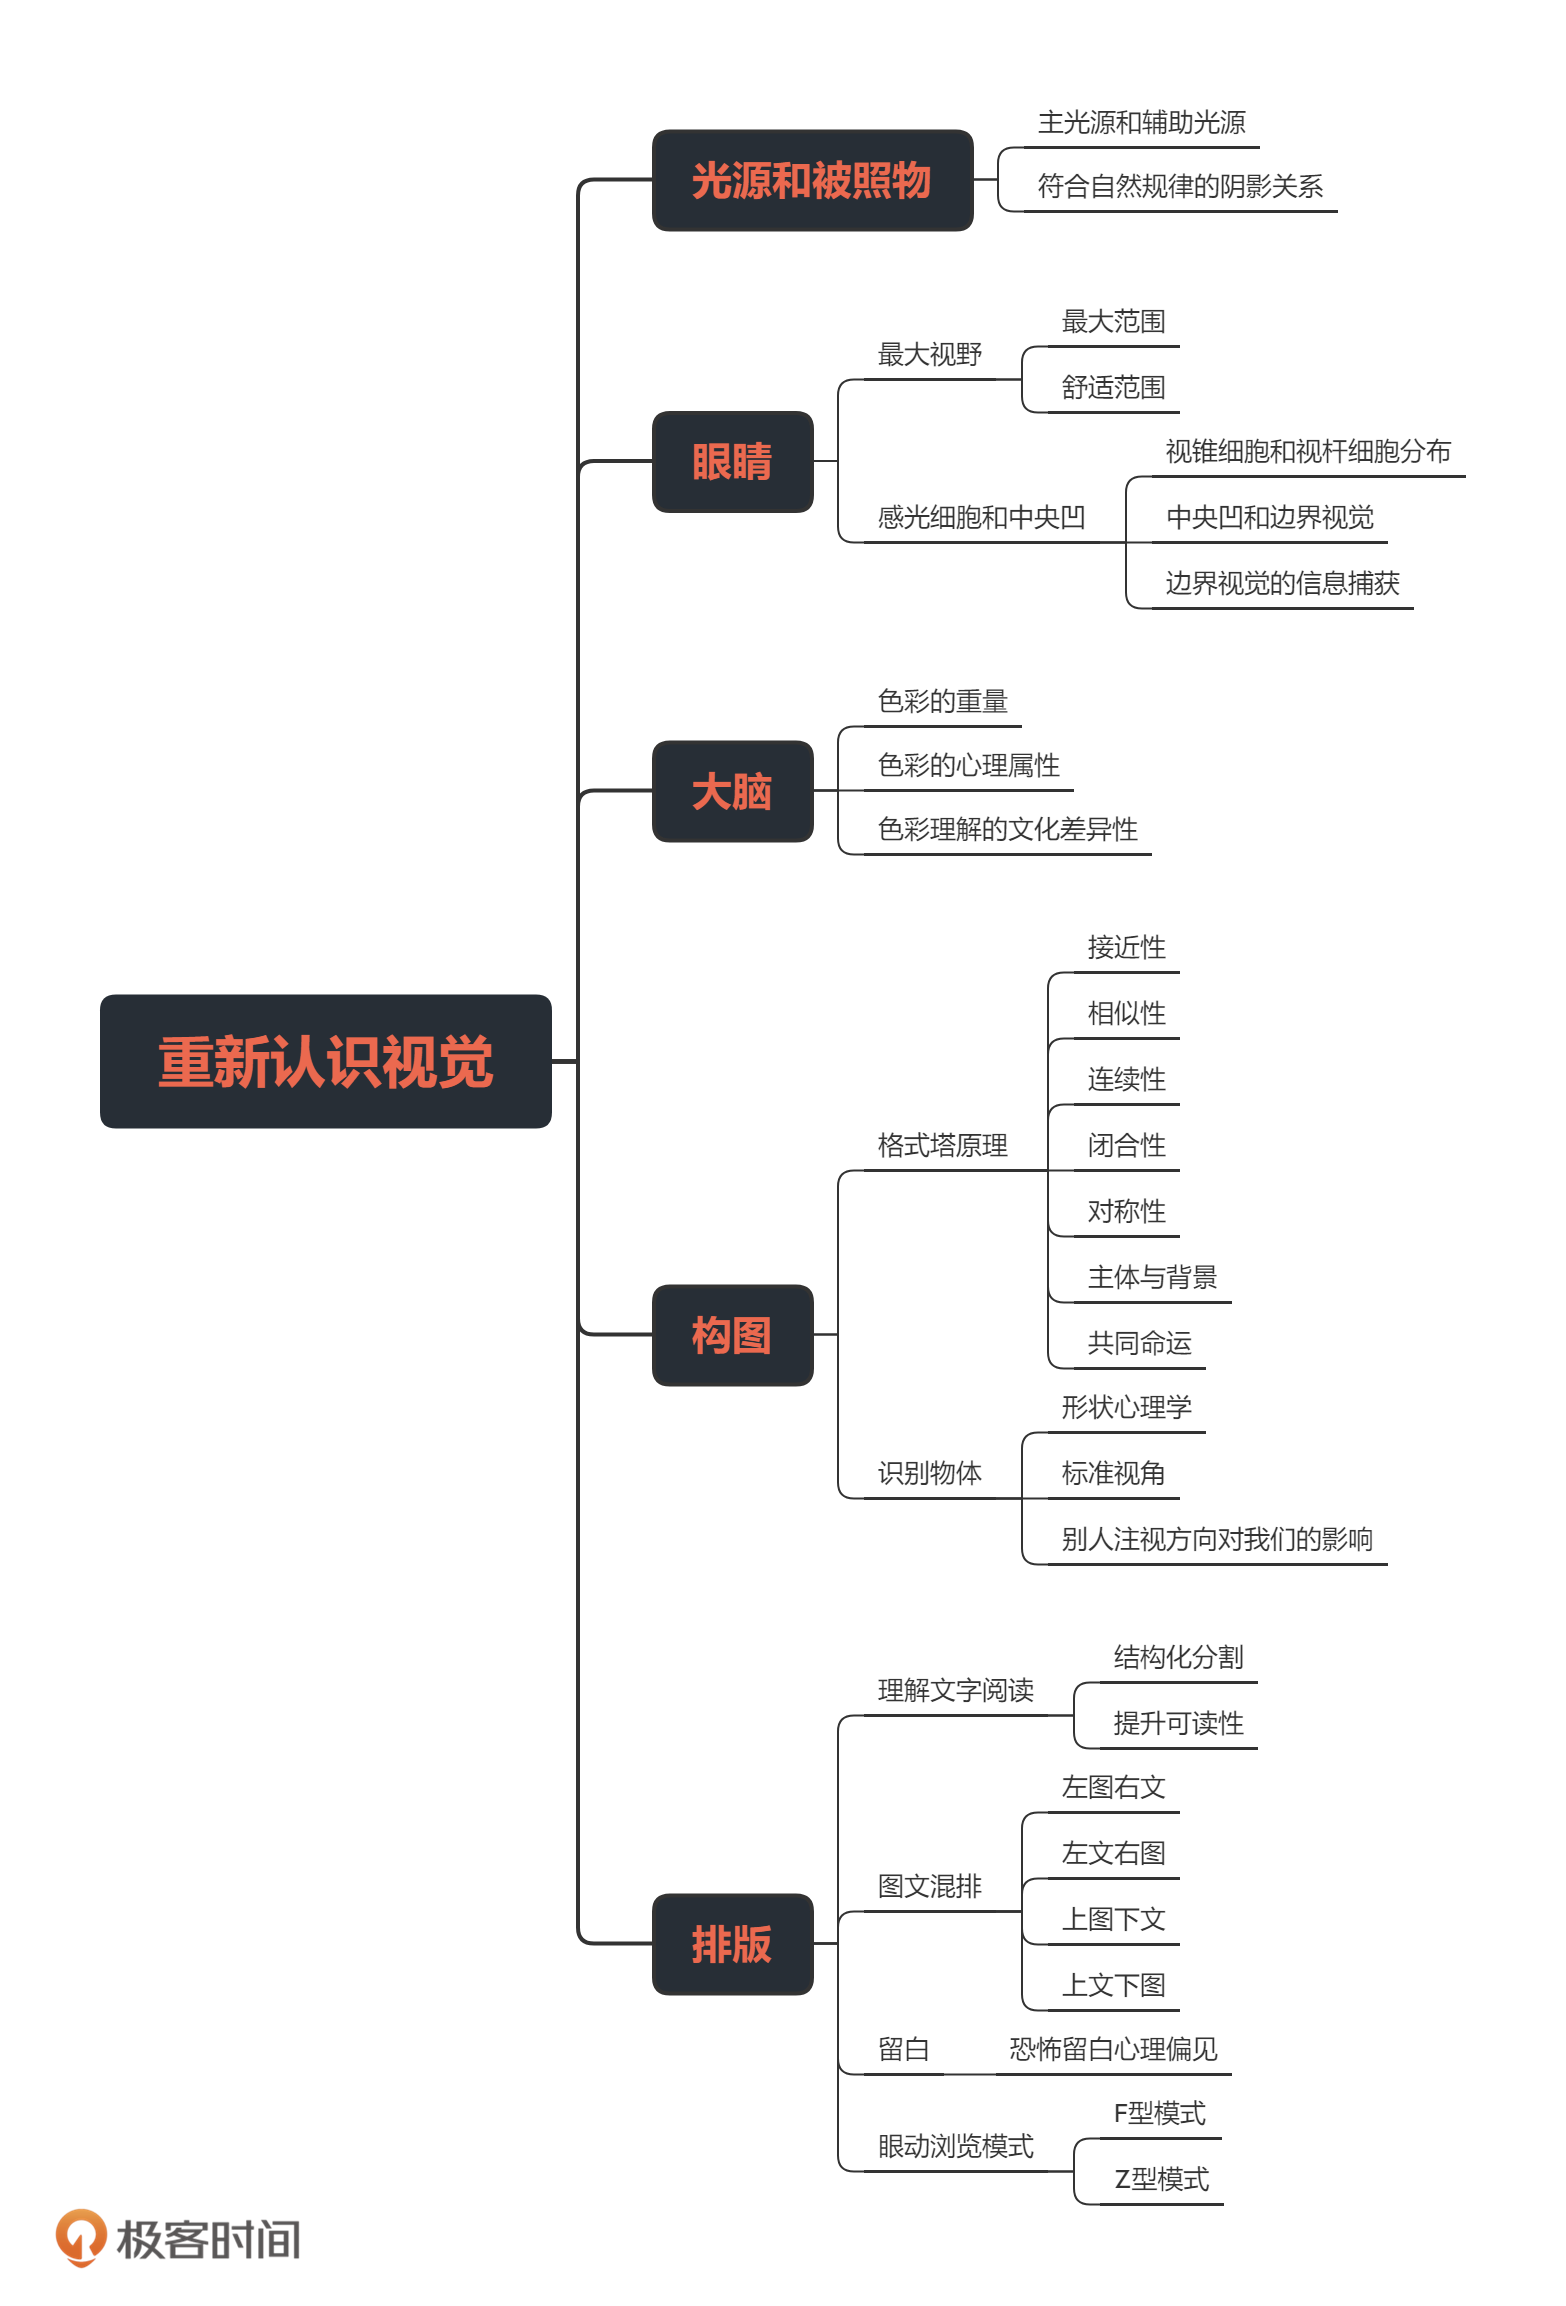 重新认识视觉
光源和被照物
主光源和辅助光源
符合自然规律的阴影关系
眼睛
最大视野
最大范围
舒适范围
感光细胞和中央凹
视锥细胞和视杆细胞分布
中央凹和边界视觉
边界视觉的信息捕获
大脑
色彩的重量
色彩的心理属性
色彩理解的文化差异性
构图
格式塔原理
接近性
相似性
连续性
闭合性
对称性
主体与背景
共同命运
识别物体
形状心理学
标准视角
别人注视方向对我们的影响
排版
理解文字阅读
结构化分割
提升可读性
图文混排
左图右文
左文右图
上图下文
上文下图
留白
恐怖留白心理偏见
眼动浏览模式
F型模式
Z型模式
极客时间